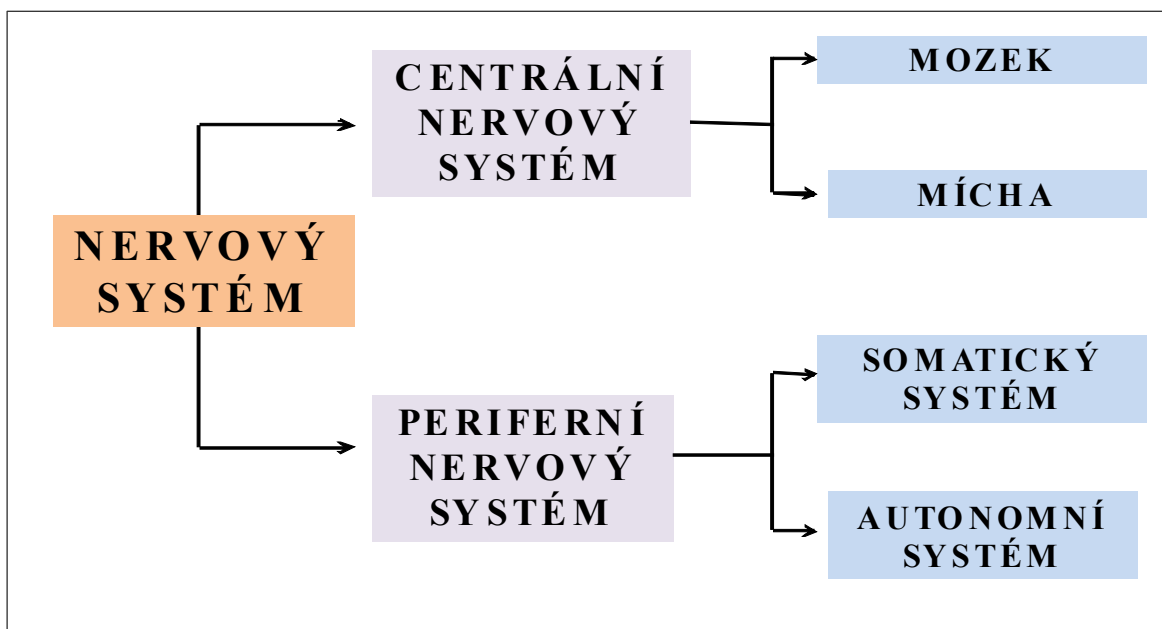 NERVOVÝ
SYSTÉM
CENTRÁLNÍ
NERVOVÝ
SYSTÉM
MOZEK
MÍCHA
PERIFERNÍ
NERVOVÝ
SYSTÉM
SOMATICKÝ
SYSTÉM
AUTONOMNÍ
SYSTÉM